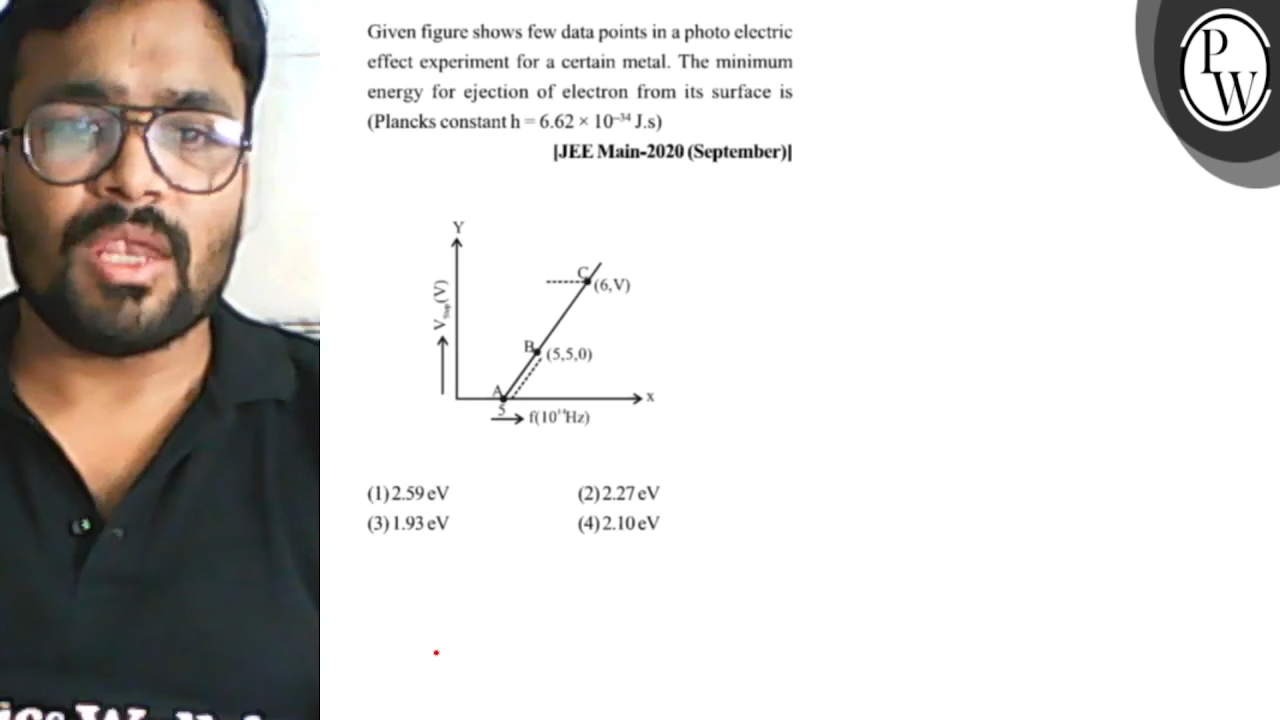 Given figure shows few data points in a photo electric
effect experiment for a certain metal. The minimum
energy for ejection of electron from its surface is
(Plancks constant h = 6.62 × 10⁻³⁴ J.s)
[JEE Main-2020 (September)]
P
W
Y
V
(V)
C
(6,V)
B
(5,5,0)
A
x
5
f(10¹⁴Hz)
(1) 2.59 eV
(2) 2.27 eV
(3) 1.93 eV
(4) 2.10 eV